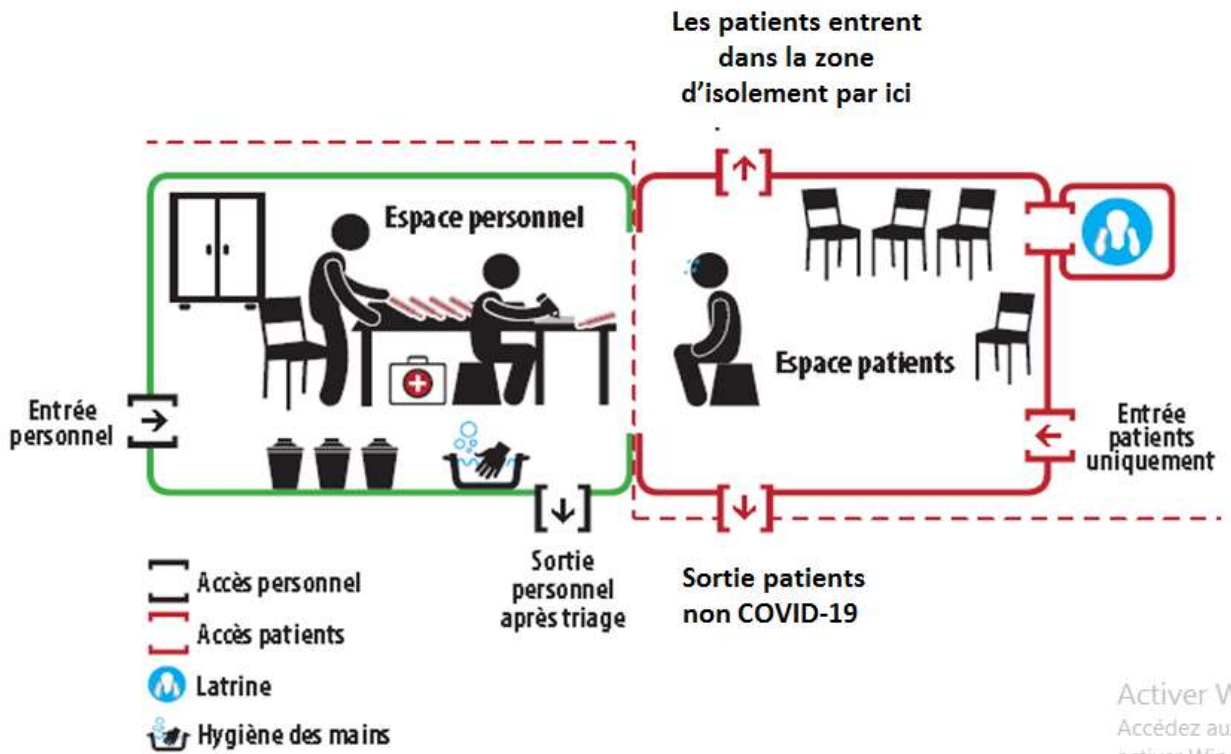 Les patients entrent
dans la zone
d'isolement par ici
.
Espace personnel
Espace patients
Entrée
personnel
Entrée
patients
uniquement
Sortie
personnel
après triage
Sortie patients
non COVID-19
Accès personnel
Accès patients
Latrine
Hygiène des mains
Activer
Accédez